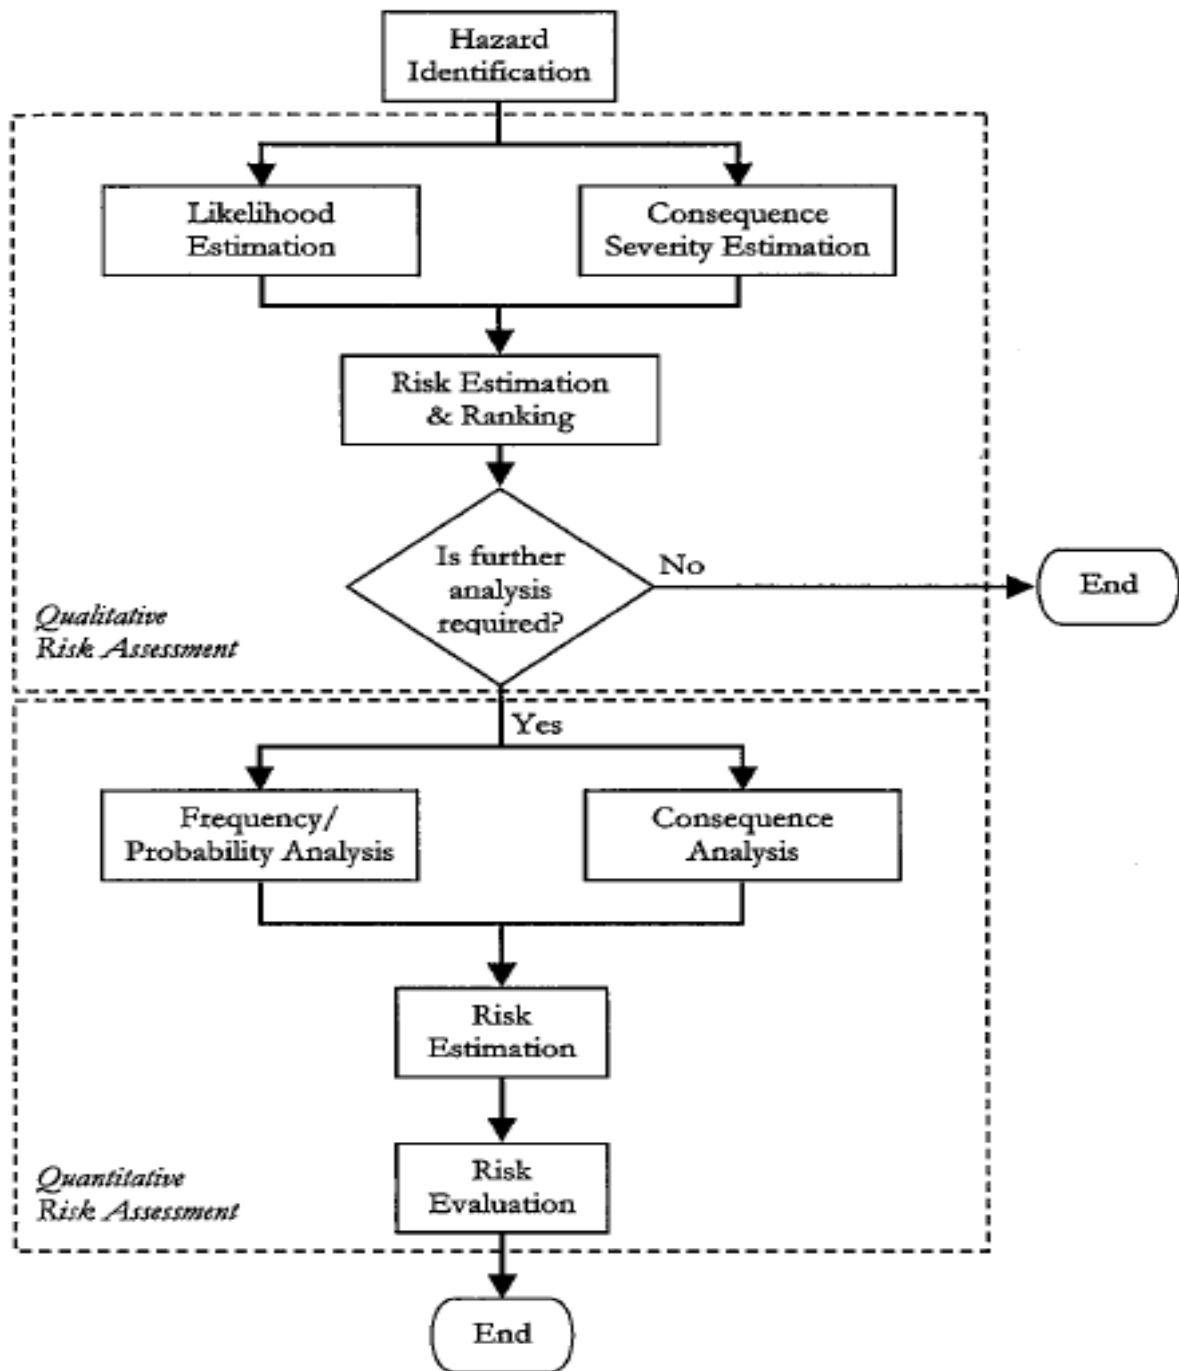 Hazard
Identification
Likelihood
Estimation
Consequence
Severity Estimation
Risk Estimation
& Ranking
Is further
analysis
required?
No
End
Qualitative
Risk Assessment
Yes
Frequency/
Probability Analysis
Consequence
Analysis
Risk
Estimation
Risk
Evaluation
Quantitative
Risk Assessment
End